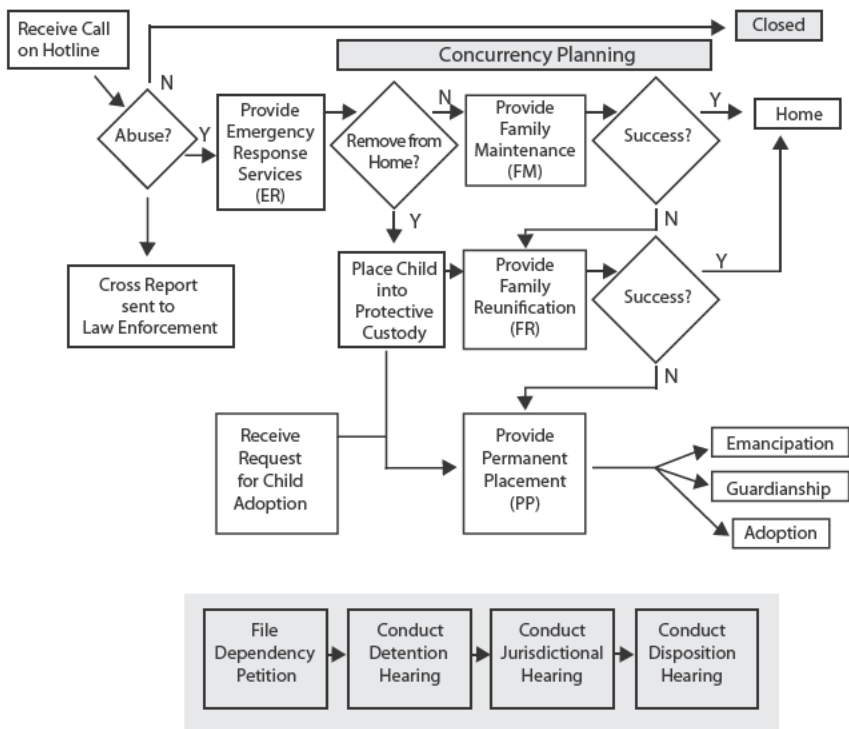 Receive Call
on Hotline
Closed
Concurrency Planning
N
Abuse?
Y
Provide
Emergency
Response
Services
(ER)
Remove from
Home?
N
Provide
Family
Maintenance
(FM)
Success?
Y
Home
Y
N
Cross Report
sent to
Law Enforcement
Place Child
into
Protective
Custody
Provide
Family
Reunification
(FR)
Success?
Y
N
Receive
Request
for Child
Adoption
Provide
Permanent
Placement
(PP)
Emancipation
Guardianship
Adoption
File
Dependency
Petition
Conduct
Detention
Hearing
Conduct
Jurisdictional
Hearing
Conduct
Disposition
Hearing